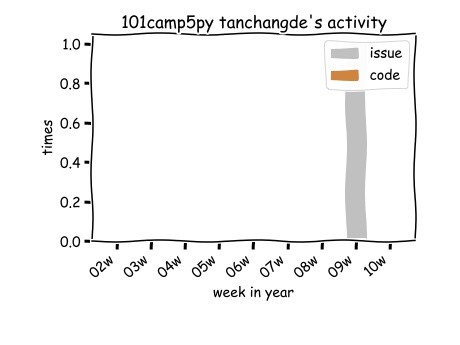 101camp5py tanchangde's activity
issue
code
1.0
0.8
0.6
0.4
0.2
0.0
times
02w 03w 04w 05w 06w 07w 08w 09w 10w
week in year